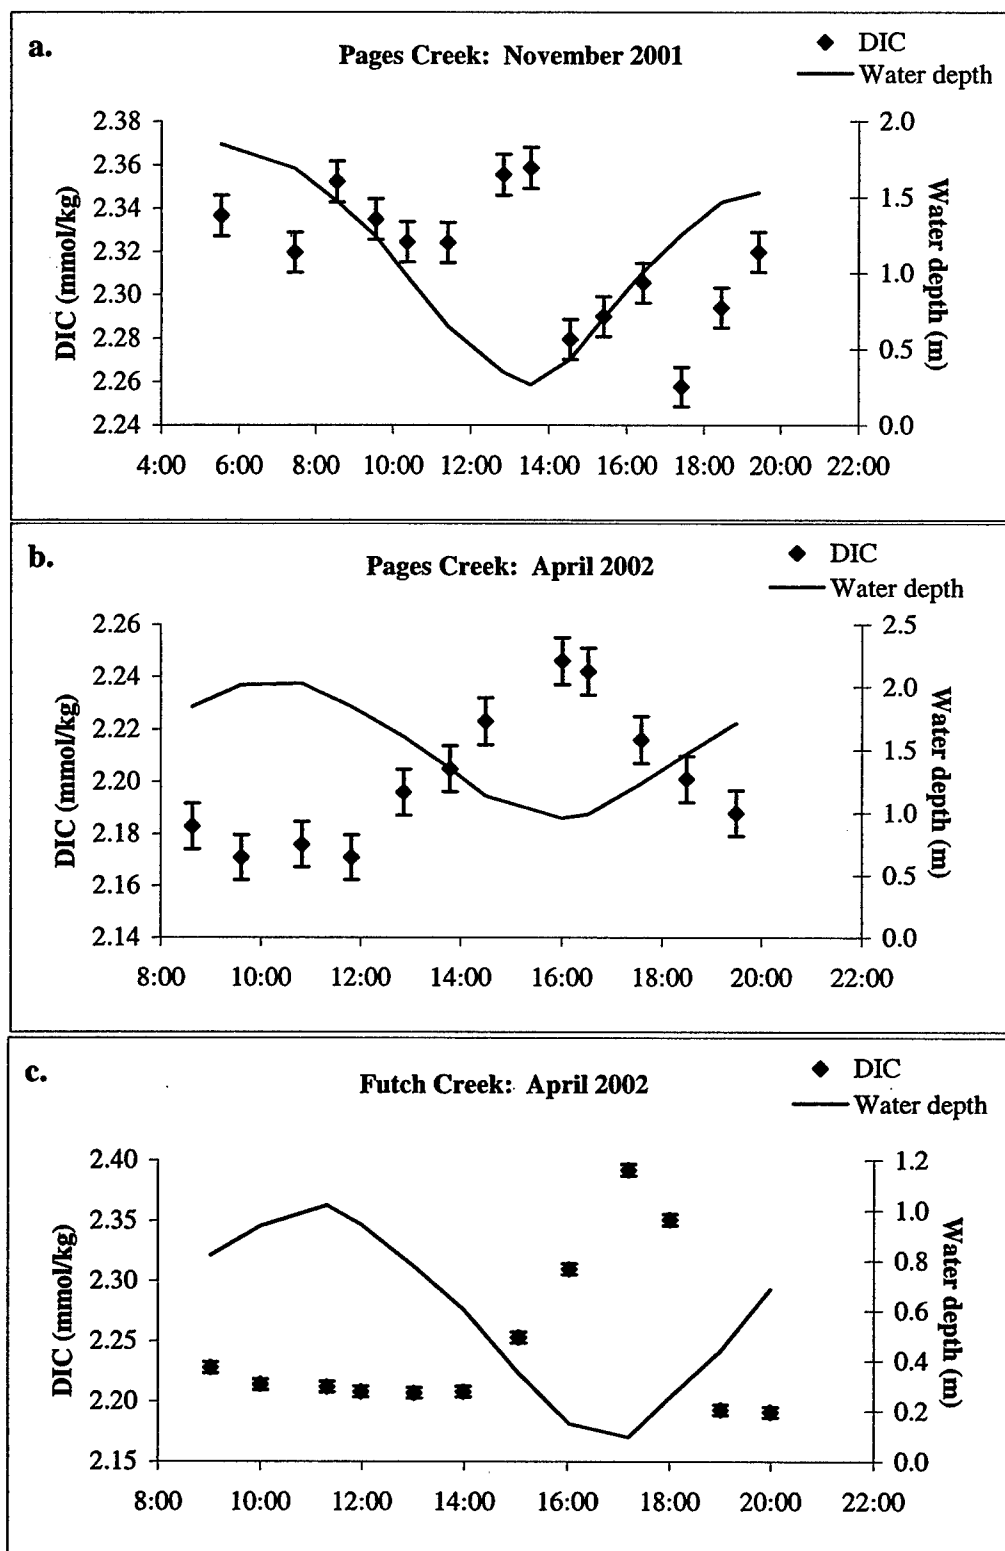 a.
Pages Creek: November 2001
DIC
Water depth
2.38
2.36
2.34
2.32
2.30
2.28
2.26
2.24
DIC (mmol/kg)
2.0
1.5
1.0
0.5
0.0
Water depth (m)
4:00 6:00 8:00 10:00 12:00 14:00 16:00 18:00 20:00 22:00
b.
Pages Creek: April 2002
DIC
Water depth
2.26
2.24
2.22
2.20
2.18
2.16
2.14
DIC (mmol/kg)
2.5
2.0
1.5
1.0
0.5
0.0
Water depth (m)
8:00 10:00 12:00 14:00 16:00 18:00 20:00 22:00
c.
Futch Creek: April 2002
DIC
Water depth
2.40
2.35
2.30
2.25
2.20
2.15
DIC (mmol/kg)
1.2
1.0
0.8
0.6
0.4
0.2
0.0
Water depth (m)
8:00 10:00 12:00 14:00 16:00 18:00 20:00 22:00